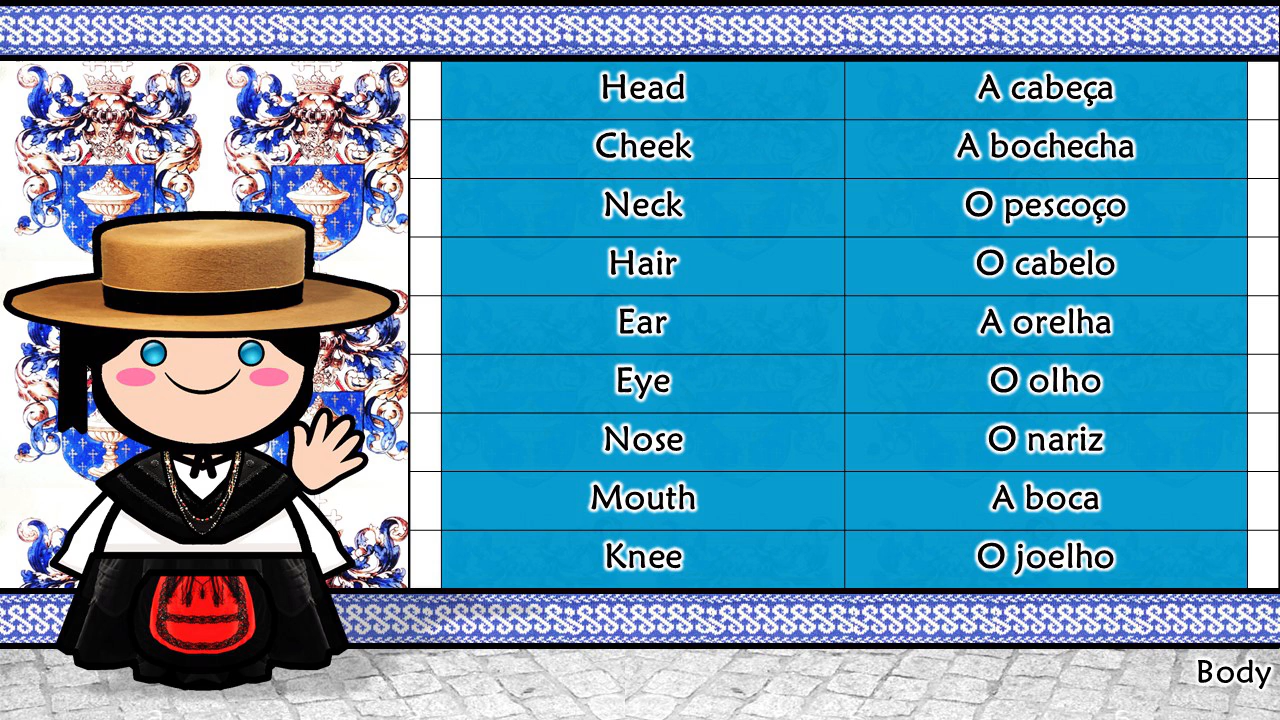 Head A cabeça
Cheek A bochecha
Neck O pescoço
Hair O cabelo
Ear A orelha
Eye O olho
Nose O nariz
Mouth A boca
Knee O joelho
Body